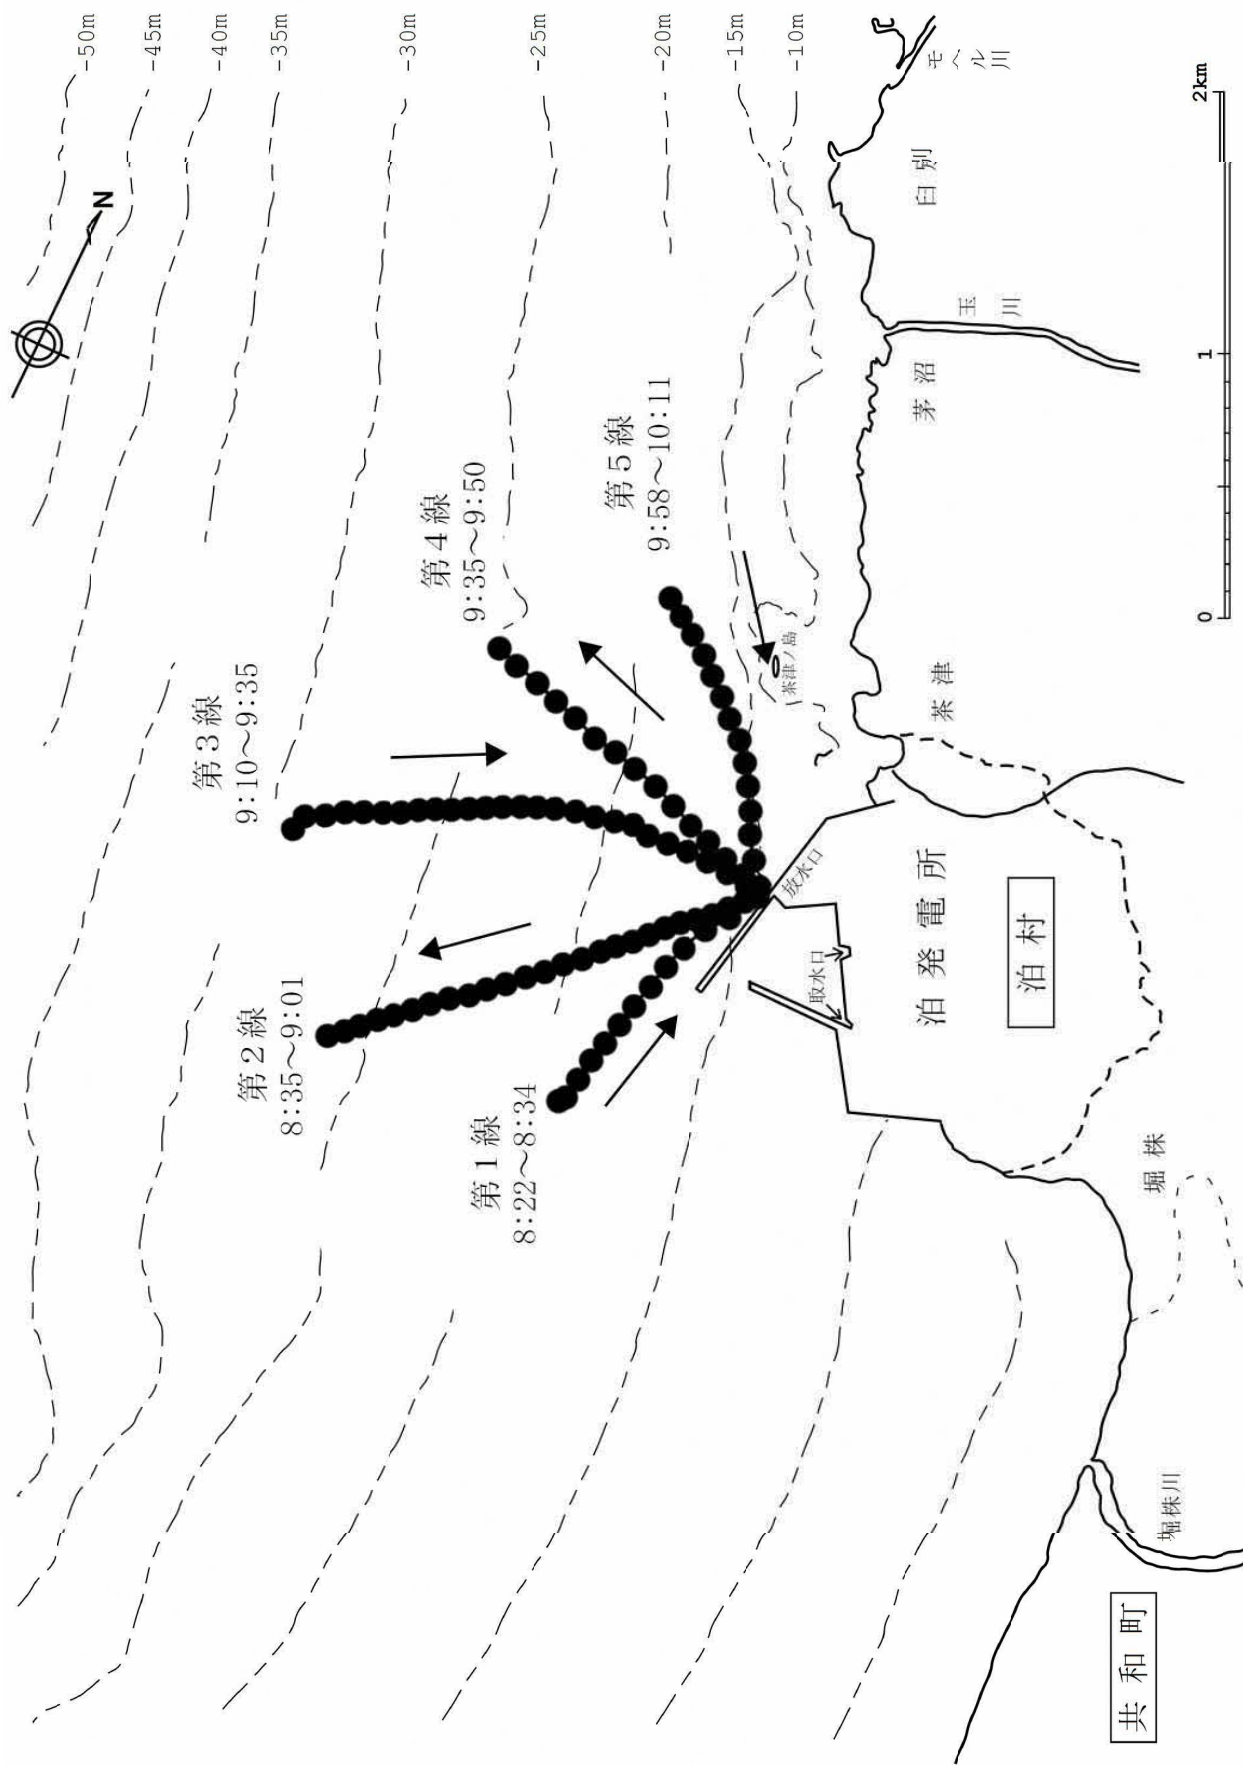 -50m
-45m
-40m
-35m
-30m
-25m
-20m
-15m
-10m
N
モヘル川
臼別
玉川
茅沼
茶津
茶津ノ島
第1線
8:22～8:34
第2線
8:35～9:01
第3線
9:10～9:35
第4線
9:35～9:50
第5線
9:58～10:11
放水口
取水口
泊発電所
泊村
堀株
堀株川
共和町
0
1
2km